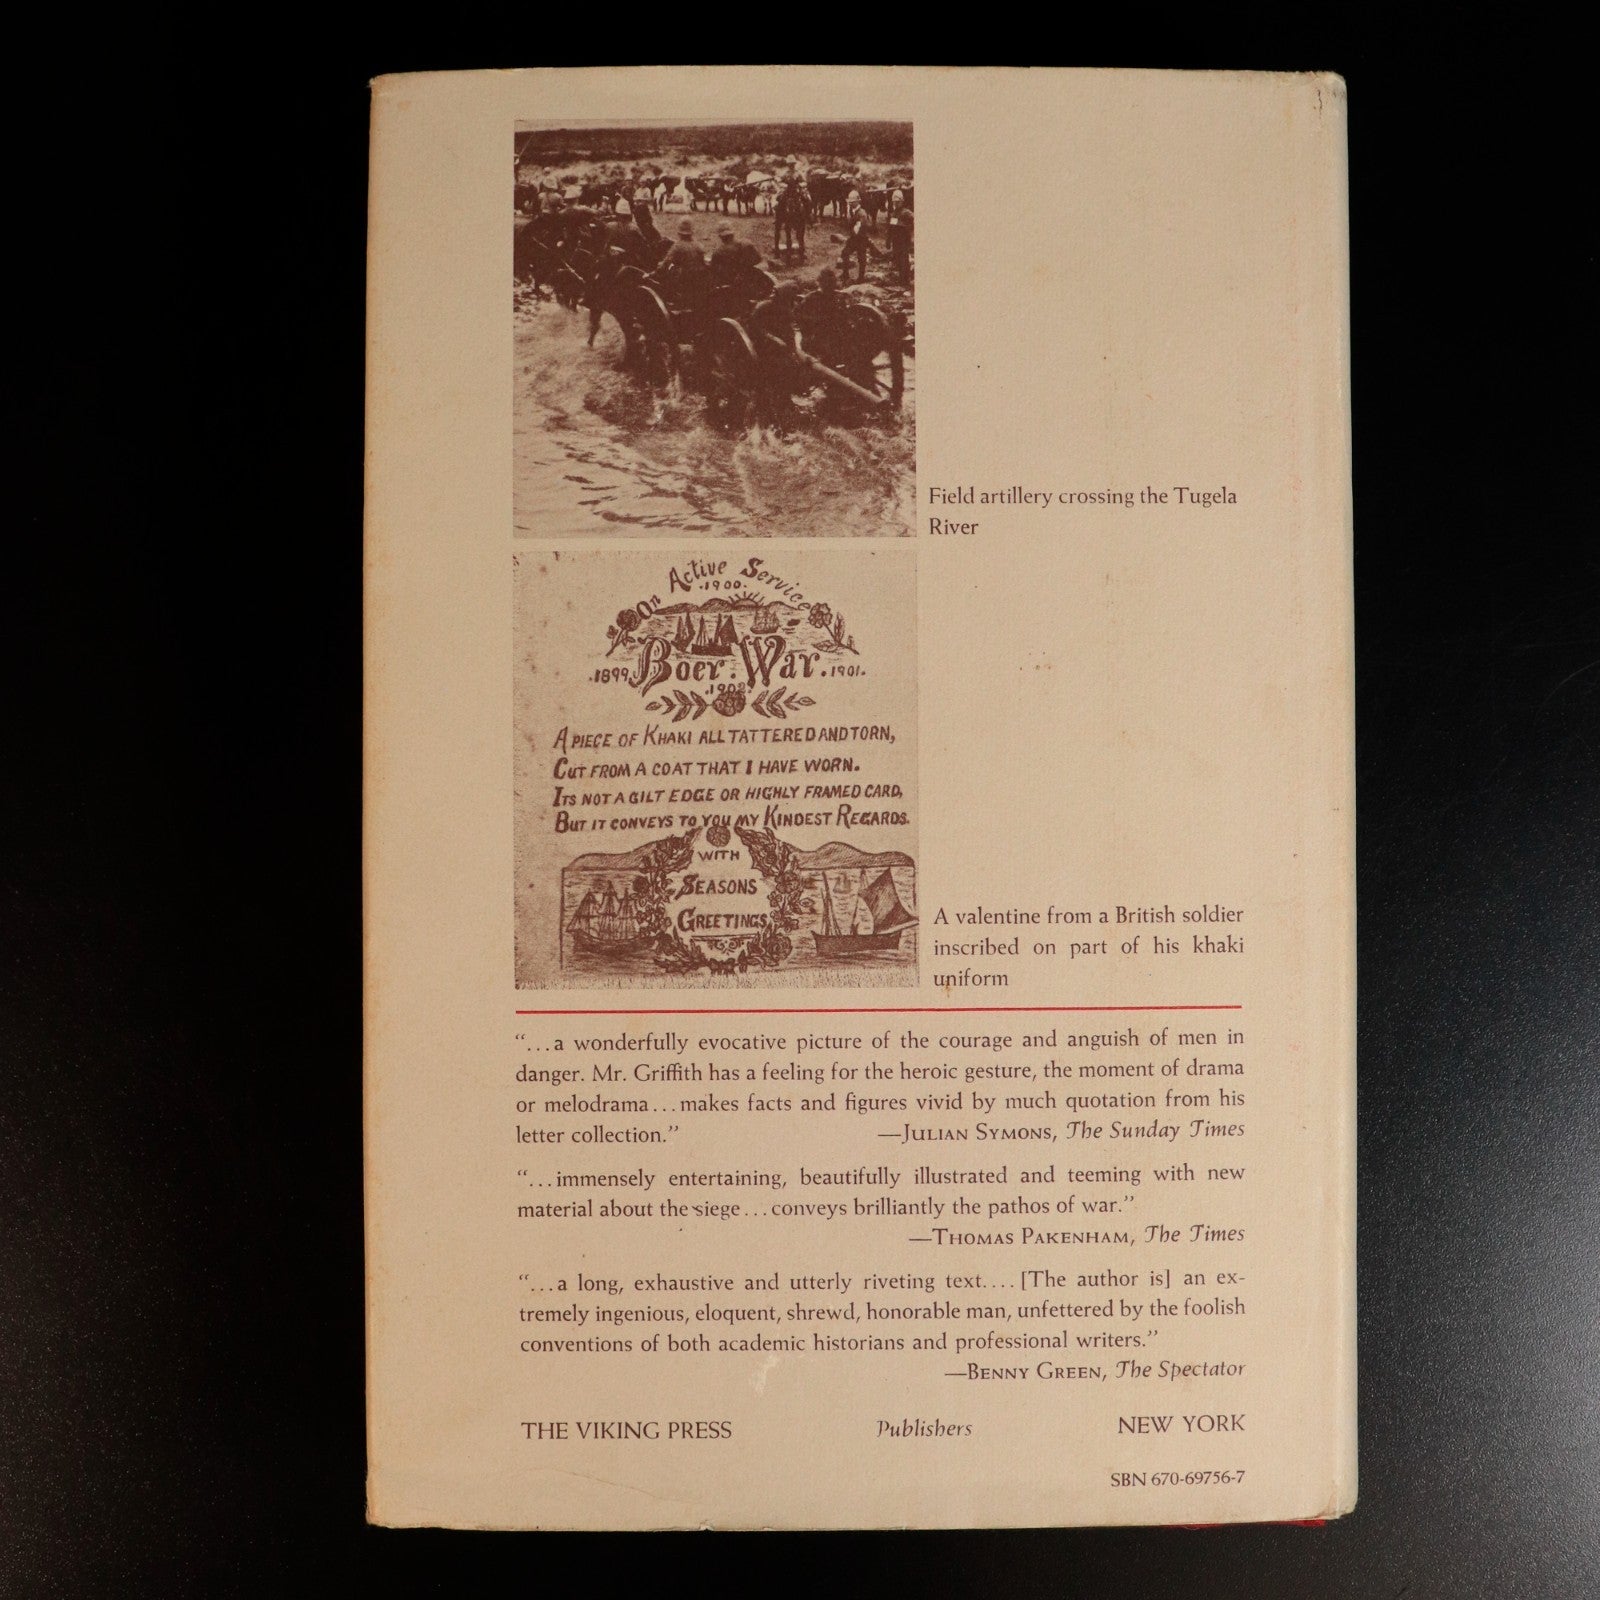 Field artillery crossing the Tugela
River
On Active Service
.1900.
.1899. Boer. War. .1901.
.1902.
A PIECE OF KHAKI ALL TATTERED AND TORN,
CUT FROM A COAT THAT I HAVE WORN.
ITS NOT A GILT EDGE OR HIGHLY FRAMED CARD,
BUT IT CONVEYS TO YOU MY KINDEST REGARDS.
WITH
SEASONS
GREETINGS
A valentine from a British soldier
inscribed on part of his khaki
uniform
“...a wonderfully evocative picture of the courage and anguish of men in
danger. Mr. Griffith has a feeling for the heroic gesture, the moment of drama
or melodrama...makes facts and figures vivid by much quotation from his
letter collection.” —JULIAN SYMONS, The Sunday Times
“...immensely entertaining, beautifully illustrated and teeming with new
material about the siege...conveys brilliantly the pathos of war.”
—THOMAS PAKENHAM, The Times
“...a long, exhaustive and utterly riveting text.... [The author is] an ex-
tremely ingenious, eloquent, shrewd, honorable man, unfettered by the foolish
conventions of both academic historians and professional writers.”
—BENNY GREEN, The Spectator
THE VIKING PRESS Publishers NEW YORK
SBN 670-69756-7